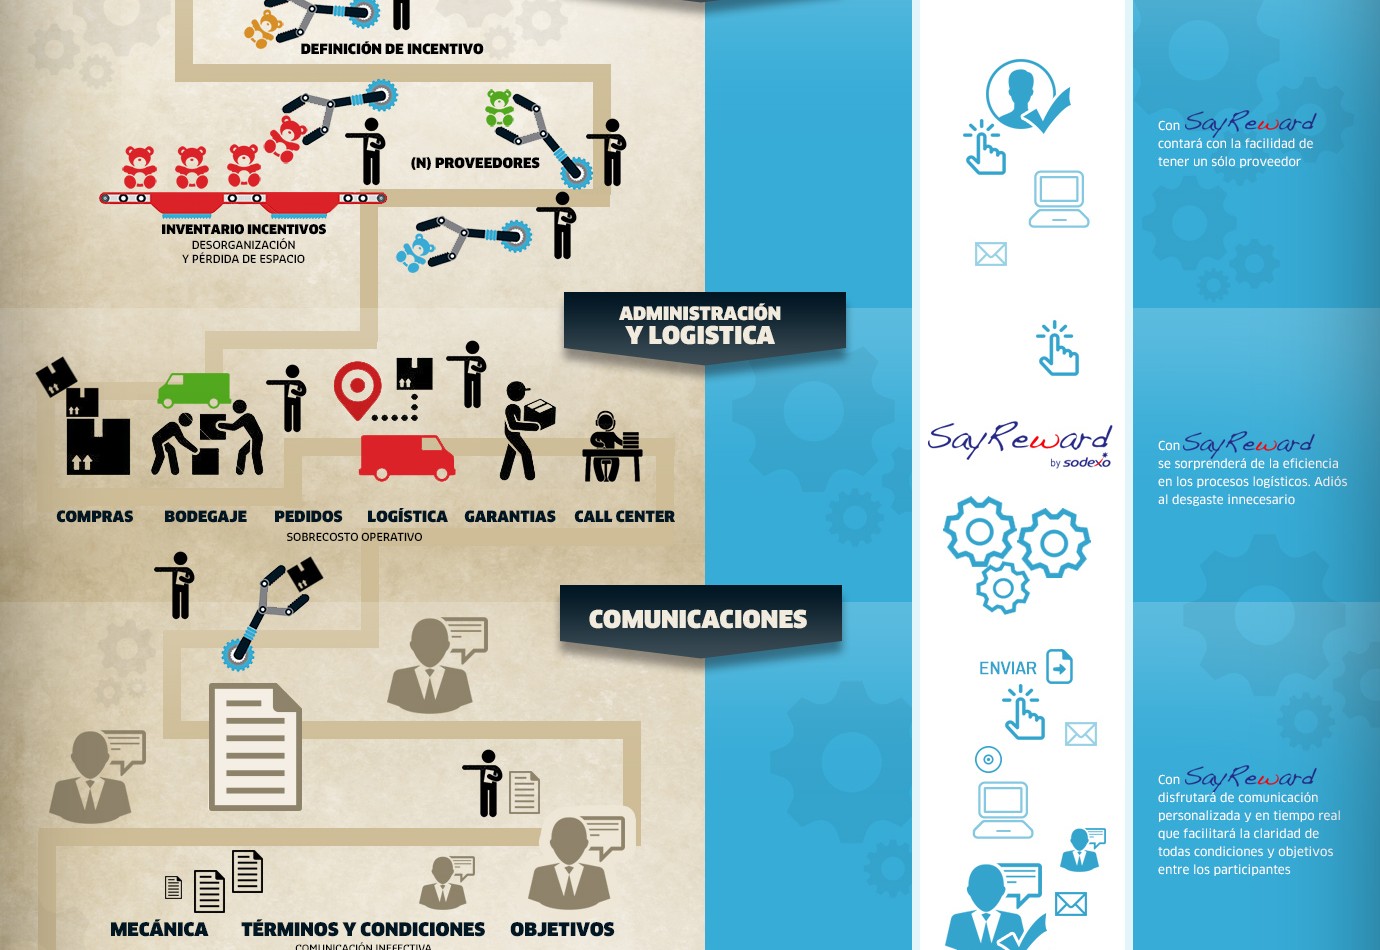 DEFINICIÓN DE INCENTIVO
(N) PROVEEDORES
INVENTARIO INCENTIVOS
DESORGANIZACIÓN
Y PÉRDIDA DE ESPACIO
Con SayReward
contará con la facilidad de
tener un sólo proveedor
ADMINISTRACIÓN
Y LOGISTICA
COMPRAS BODEGAJE PEDIDOS LOGÍSTICA GARANTIAS CALL CENTER
SOBRECOSTO OPERATIVO
SayReward
by sodexo
Con SayReward
se sorprenderá de la eficiencia
en los procesos logísticos. Adiós
al desgaste innecesario
COMUNICACIONES
ENVIAR
Con SayReward
disfrutará de comunicación
personalizada y en tiempo real
que facilitará la claridad de
todas condiciones y objetivos
entre los participantes
MECÁNICA TÉRMINOS Y CONDICIONES OBJETIVOS
COMUNICACIÓN INEFECTIVA